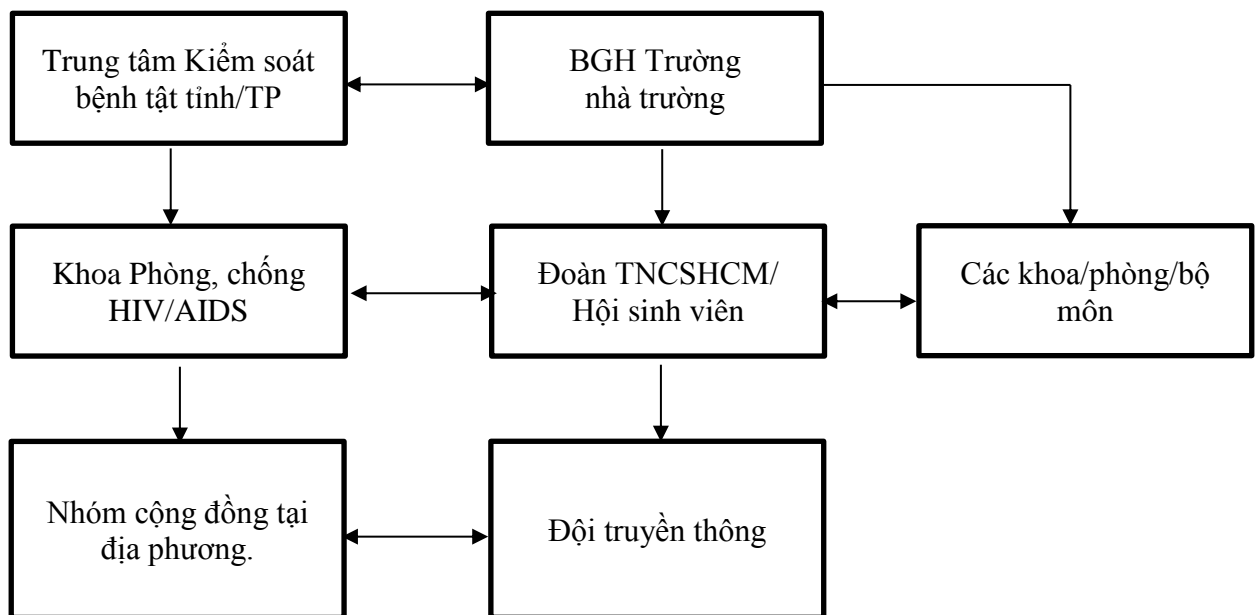 Trung tâm Kiểm soát
bệnh tật tỉnh/TP
BGH Trường
nhà trường
Khoa Phòng, chống
HIV/AIDS
Đoàn TNCSHCM/
Hội sinh viên
Các khoa/phòng/bộ
môn
Nhóm cộng đồng tại
địa phương.
Đội truyền thông